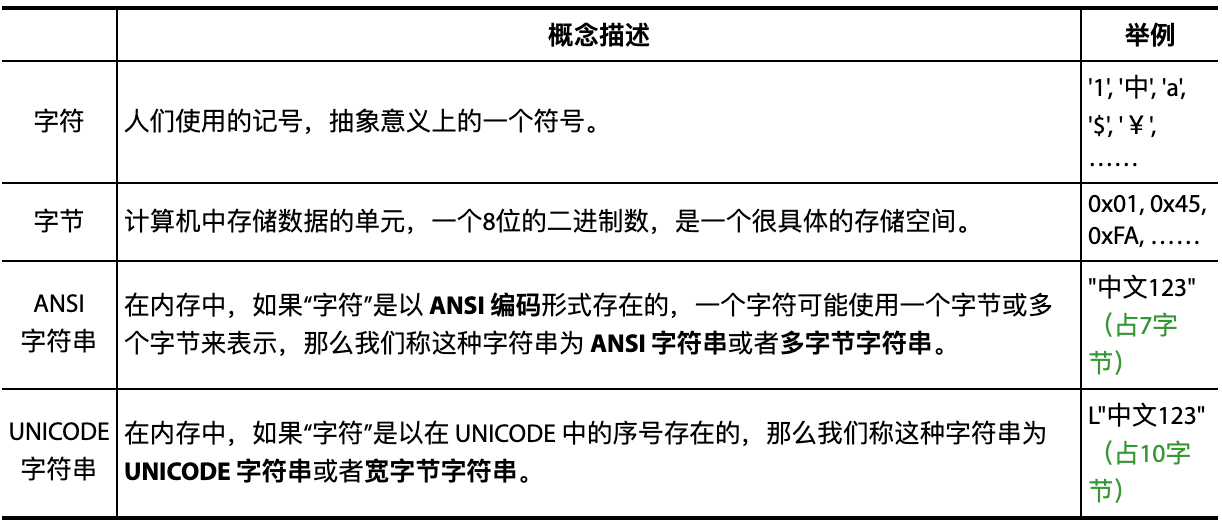 概念描述
举例
字符
人们使用的记号，抽象意义上的一个符号。
'1', '中', 'a',
'$', '￥',
……
字节
计算机中存储数据的单元，一个8位的二进制数，是一个很具体的存储空间。
0x01, 0x45,
0xFA, ……
ANSI
字符串
在内存中，如果“字符”是以 ANSI 编码形式存在的，一个字符可能使用一个字节或多
个字节来表示，那么我们称这种字符串为 ANSI 字符串或者多字节字符串。
"中文123"
（占7字
节）
UNICODE
字符串
在内存中，如果“字符”是以在 UNICODE 中的序号存在的，那么我们称这种字符串为
UNICODE 字符串或者宽字节字符串。
L"中文123"
（占10字
节）